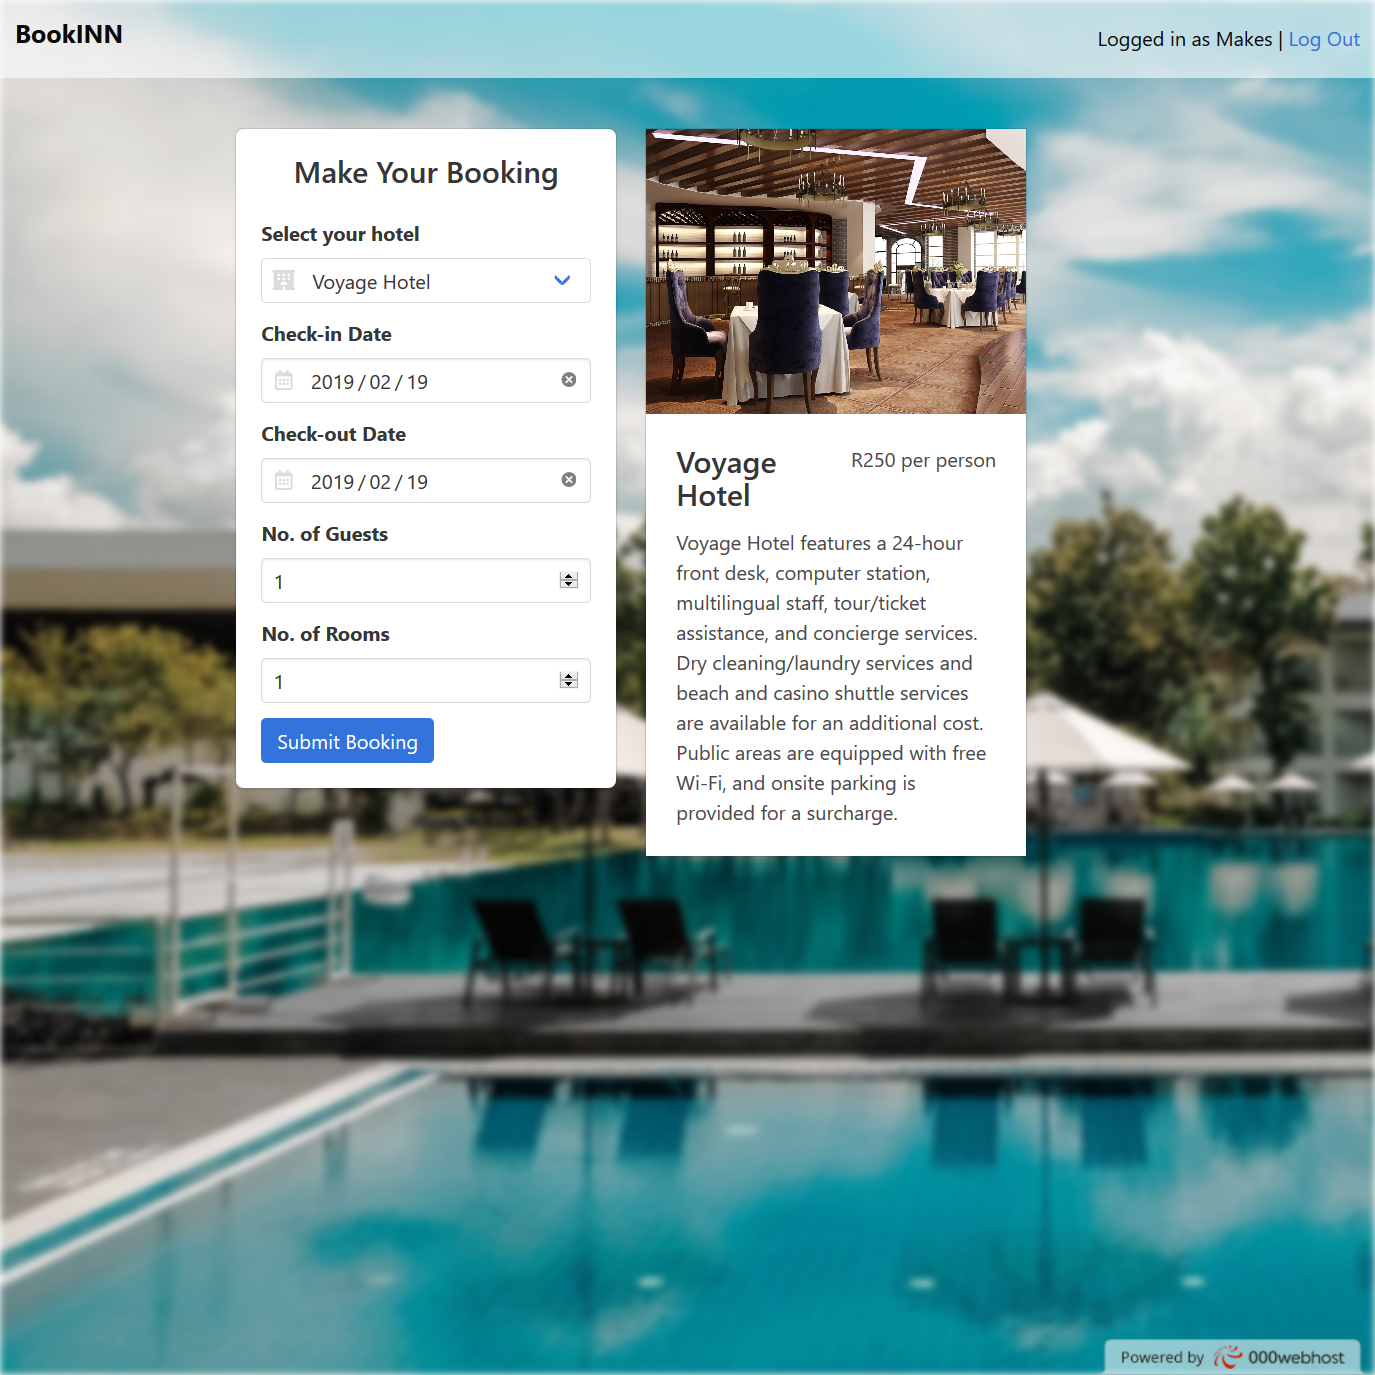 BookINN
Logged in as Makes | Log Out
Make Your Booking
Select your hotel
Voyage Hotel
Check-in Date
2019 / 02 / 19
Check-out Date
2019 / 02 / 19
No. of Guests
1
No. of Rooms
1
Submit Booking
Voyage
Hotel
R250 per person
Voyage Hotel features a 24-hour
front desk, computer station,
multilingual staff, tour/ticket
assistance, and concierge services.
Dry cleaning/laundry services and
beach and casino shuttle services
are available for an additional cost.
Public areas are equipped with free
Wi-Fi, and onsite parking is
provided for a surcharge.
Powered by 000webhost